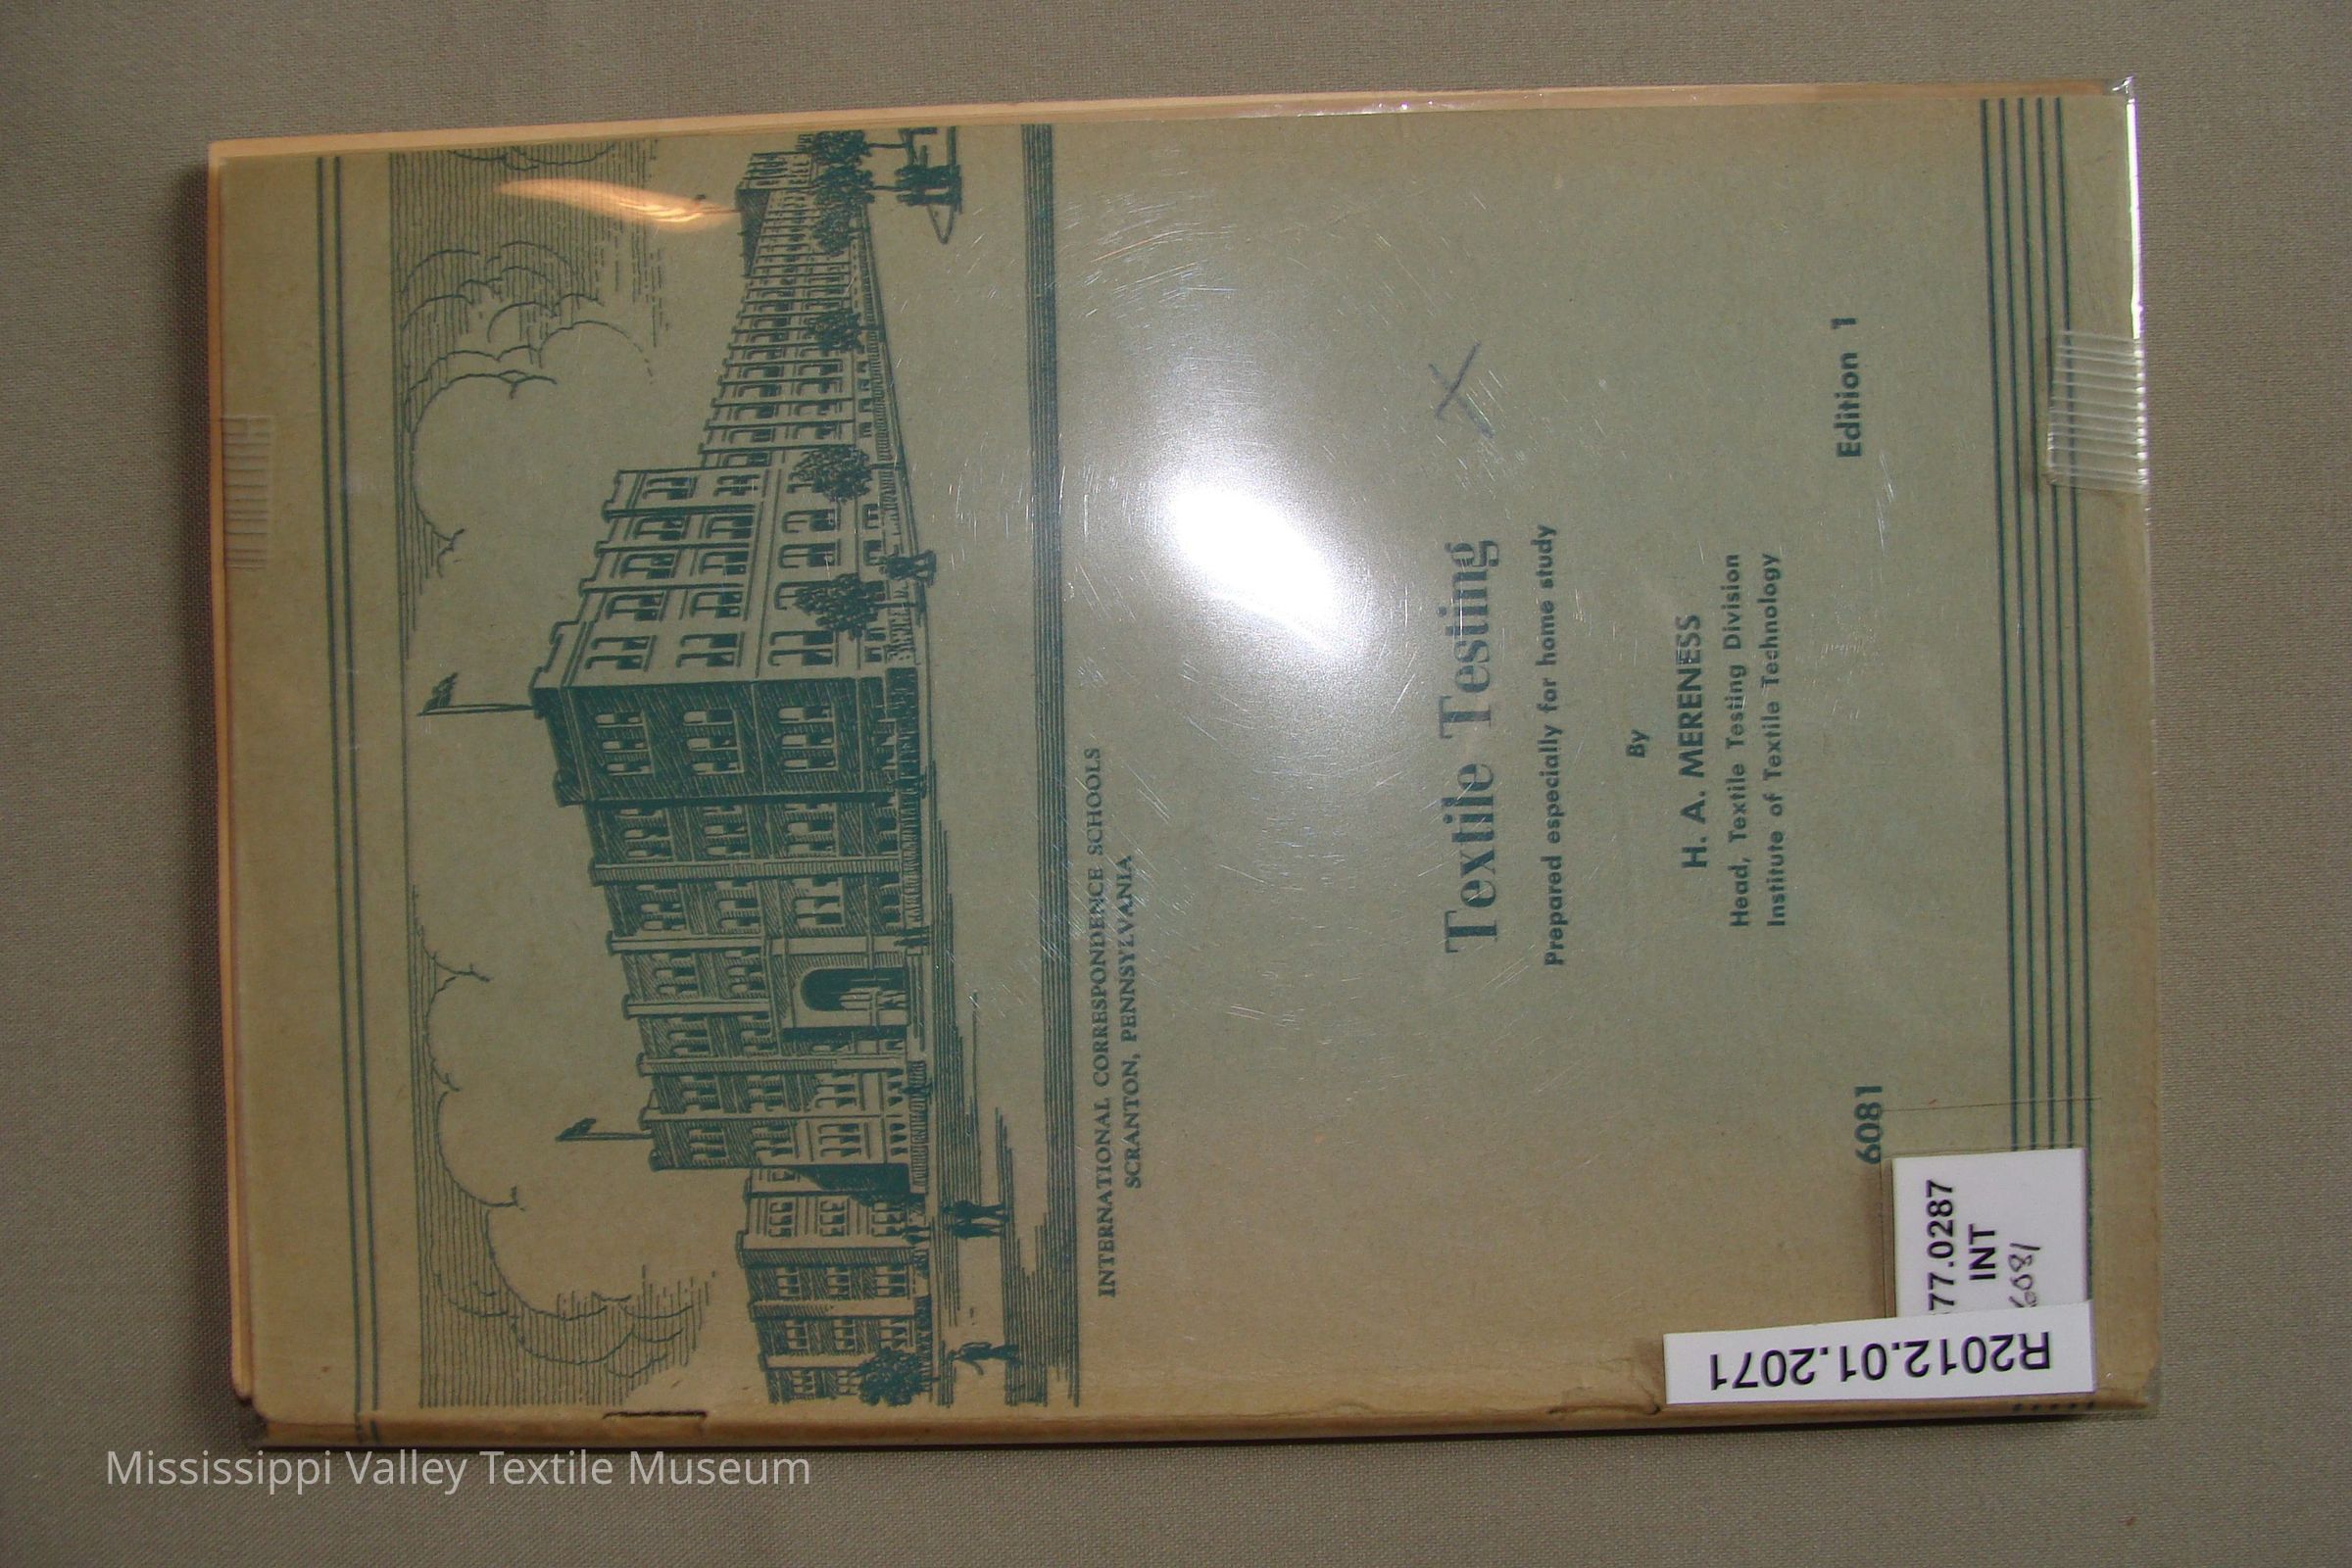 INTERNATIONAL CORRESPONDENCE SCHOOLS
SCRANTON, PENNSYLVANIA
Textile Testing
Prepared especially for home study
By
H. A. MERENESS
Head, Textile Testing Division
Institute of Textile Technology
6081 Edition 1
77.0287
INT
6081
R2012.01.2071
Mississippi Valley Textile Museum